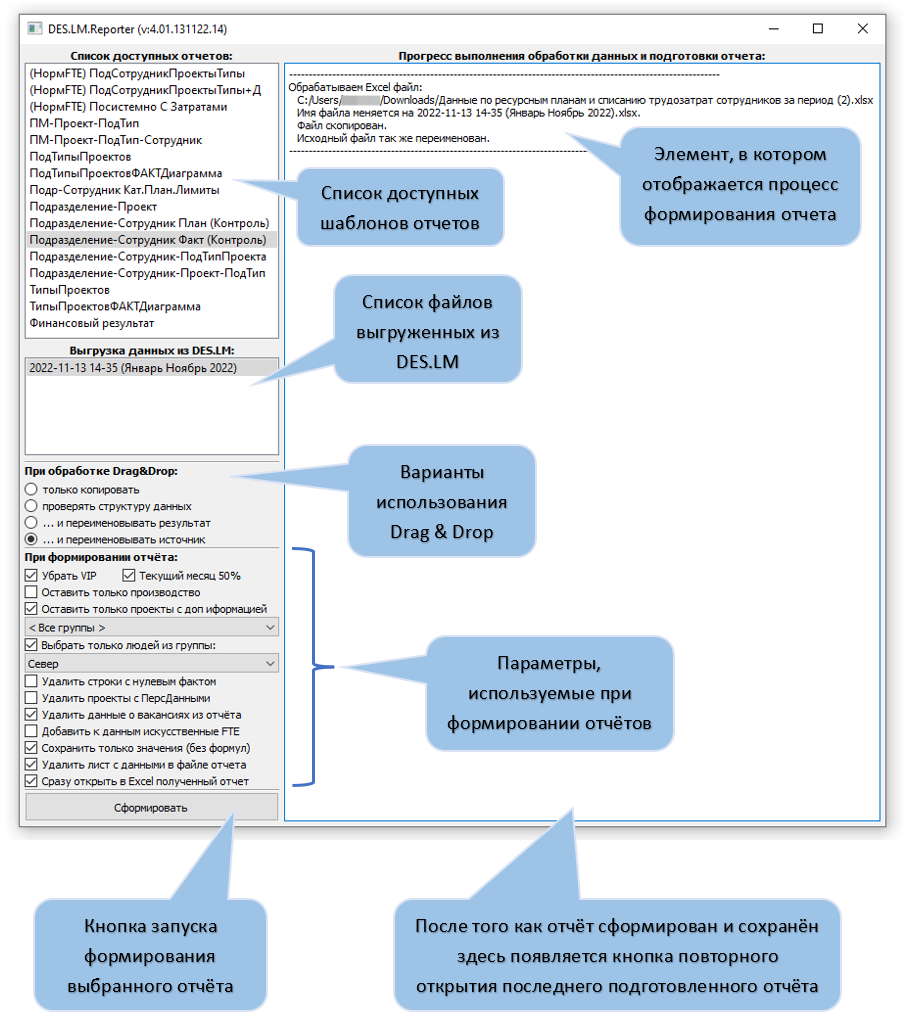 DES.LM.Reporter (v:4.01.131122.14)
Список доступных отчетов:
(НормFTE) ПодСотрудникПроектыТипы
(НормFTE) ПодСотрудникПроектыТипы+Д
(НормFTE) Посистемно С Затратами
ПМ-Проект-ПодТип
ПМ-Проект-ПодТип-Сотрудник
ПодТипыПроектов
ПодТипыПроектовФАКТДиаграмма
Подр-Сотрудник Кат.План.Лимиты
Подразделение-Проект
Подразделение-Сотрудник План (Контроль)
Подразделение-Сотрудник Факт (Контроль)
Подразделение-Сотрудник-ПодТипПроекта
Подразделение-Сотрудник-Проект-ПодТип
ТипыПроектов
ТипыПроектовФАКТДиаграмма
Финансовый результат
Выгрузка данных из DES.LM:
2022-11-13 14-35 (Январь Ноябрь 2022)
При обработке Drag&Drop:
только копировать
проверять структуру данных
... и переименовывать результат
... и переименовывать источник
При формировании отчёта:
Убрать VIP
Текущий месяц 50%
Оставить только производство
Оставить только проекты с доп иформацией
< Все группы >
Выбрать только людей из группы:
Север
Удалить строки с нулевым фактом
Удалить проекты с ПерсДанными
Удалить данные о вакансиях из отчёта
Добавить к данным искусственные FTE
Сохранить только значения (без формул)
Удалить лист с данными в файле отчета
Сразу открыть в Excel полученный отчет
Сформировать
Прогресс выполнения обработки данных и подготовки отчета:
Обрабатываем Excel файл:
C:/Users/ /Downloads/Данные по ресурсным планам и списанию трудозатрат сотрудников за период (2).xlsx
Имя файла меняется на 2022-11-13 14-35 (Январь Ноябрь 2022).xlsx.
Файл скопирован.
Исходный файл так же переименован.
Элемент, в котором
отображается процесс
формирования отчета
Список доступных
шаблонов отчетов
Список файлов
выгруженных из
DES.LM
Варианты
использования
Drag & Drop
Параметры,
используемые при
формировании отчётов
Кнопка запуска
формирования
выбранного отчёта
После того как отчёт сформирован и сохранён
здесь появляется кнопка повторного
открытия последнего подготовленного отчёта